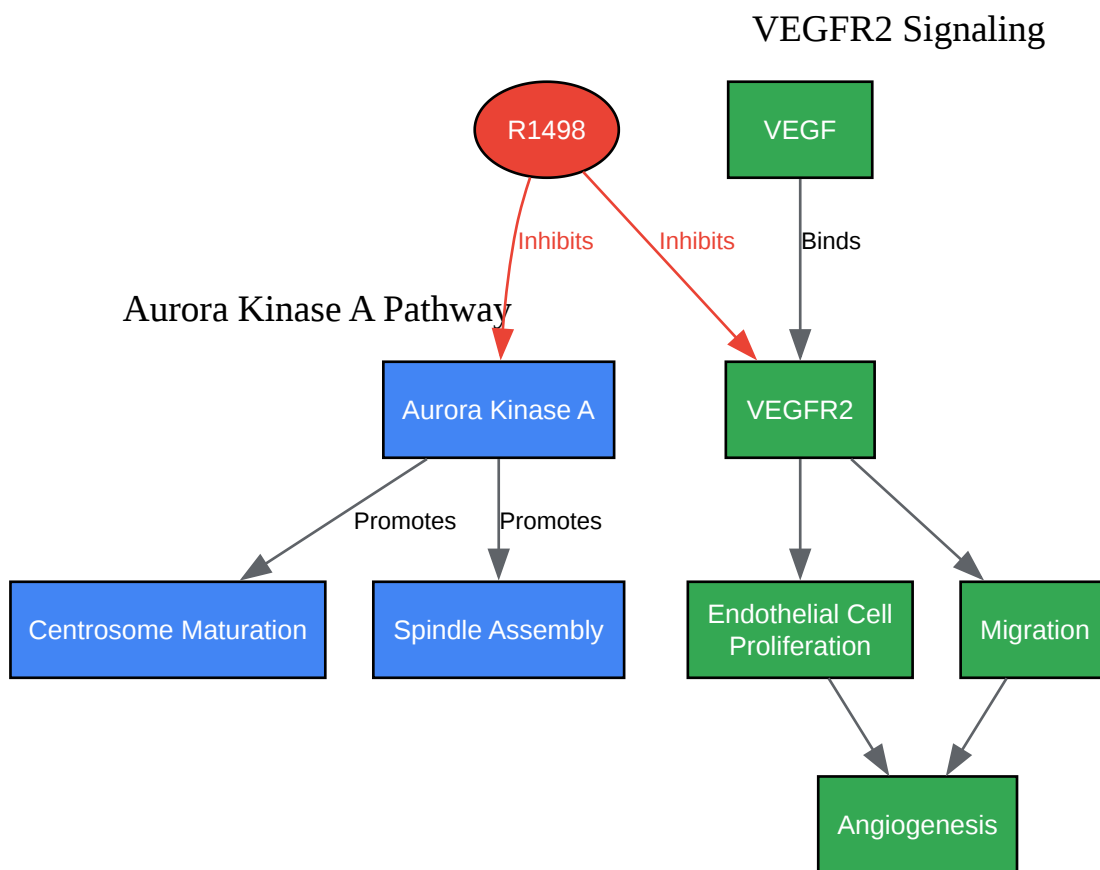 VEGFR2 Signaling
R1498
VEGF
Inhibits
Inhibits
Binds
Aurora Kinase A Pathway
Aurora Kinase A
VEGFR2
Promotes
Promotes
Centrosome Maturation
Spindle Assembly
Endothelial Cell
Proliferation
Migration
Angiogenesis